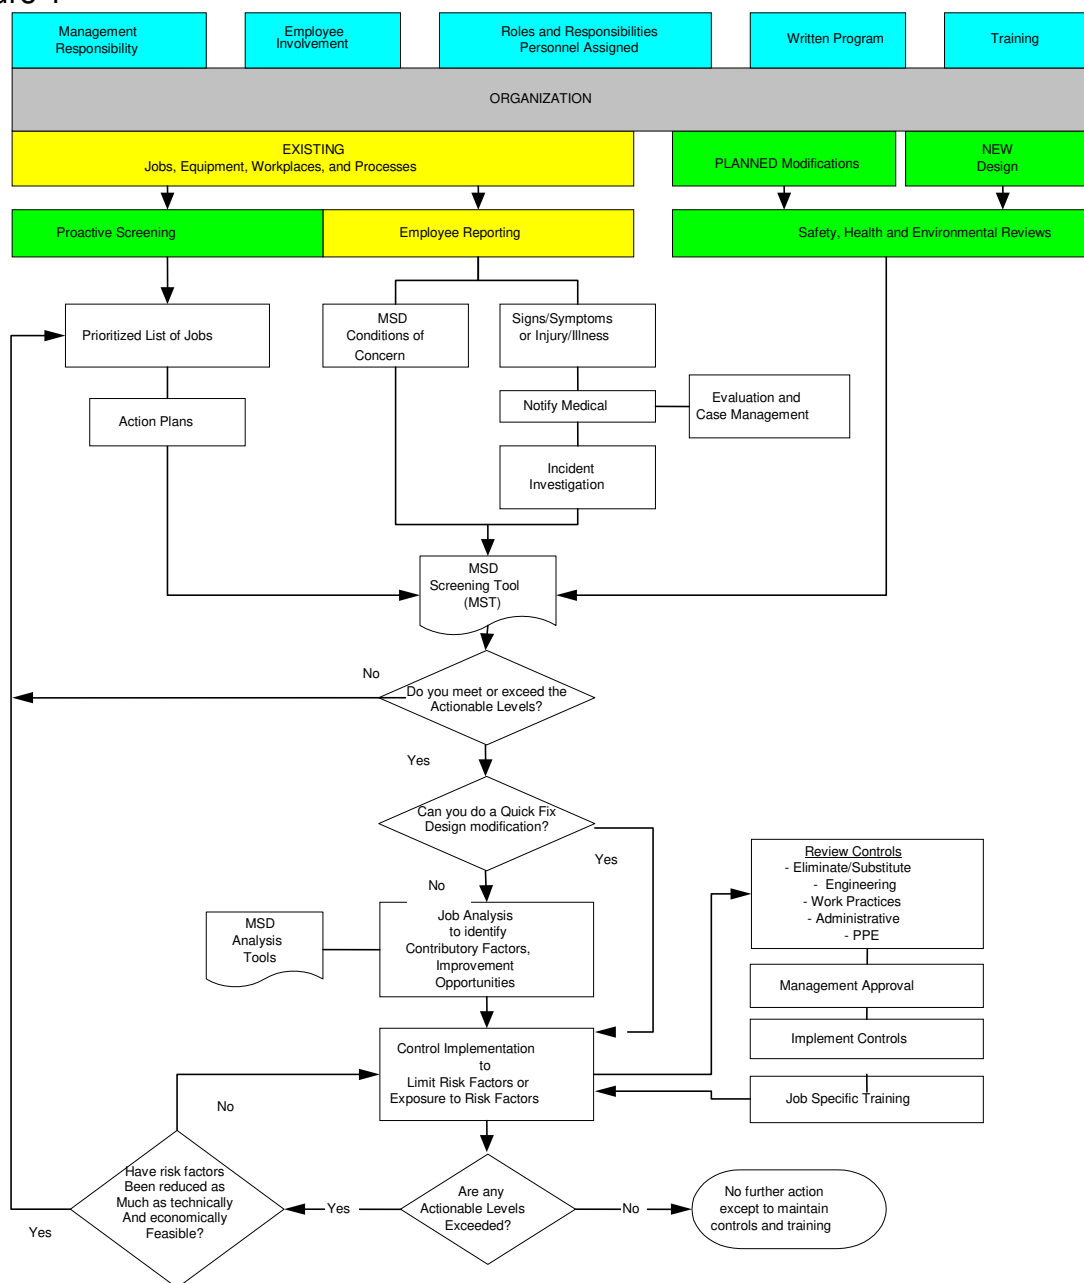 Management
Responsibility
Employee
Involvement
Roles and Responsibilities
Personnel Assigned
Written Program
Training
ORGANIZATION
EXISTING
Jobs, Equipment, Workplaces, and Processes
PLANNED Modifications
NEW
Design
Proactive Screening
Employee Reporting
Safety, Health and Environmental Reviews
Prioritized List of Jobs
MSD
Conditions of
Concern
Signs/Symptoms
or Injury/Illness
Action Plans
Notify Medical
Evaluation and
Case Management
Incident
Investigation
MSD
Screening Tool
(MST)
No
Do you meet or exceed the
Actionable Levels?
Yes
Can you do a Quick Fix
Design modification?
Yes
No
Review Controls
- Eliminate/Substitute
- Engineering
- Work Practices
- Administrative
- PPE
MSD
Analysis
Tools
Job Analysis
to identify
Contributory Factors,
Improvement
Opportunities
Management Approval
Implement Controls
Control Implementation
to
Limit Risk Factors or
Exposure to Risk Factors
Job Specific Training
No
Have risk factors
Been reduced as
Much as technically
And economically
Feasible?
Yes
Yes
Are any
Actionable Levels
Exceeded?
No
No further action
except to maintain
controls and training